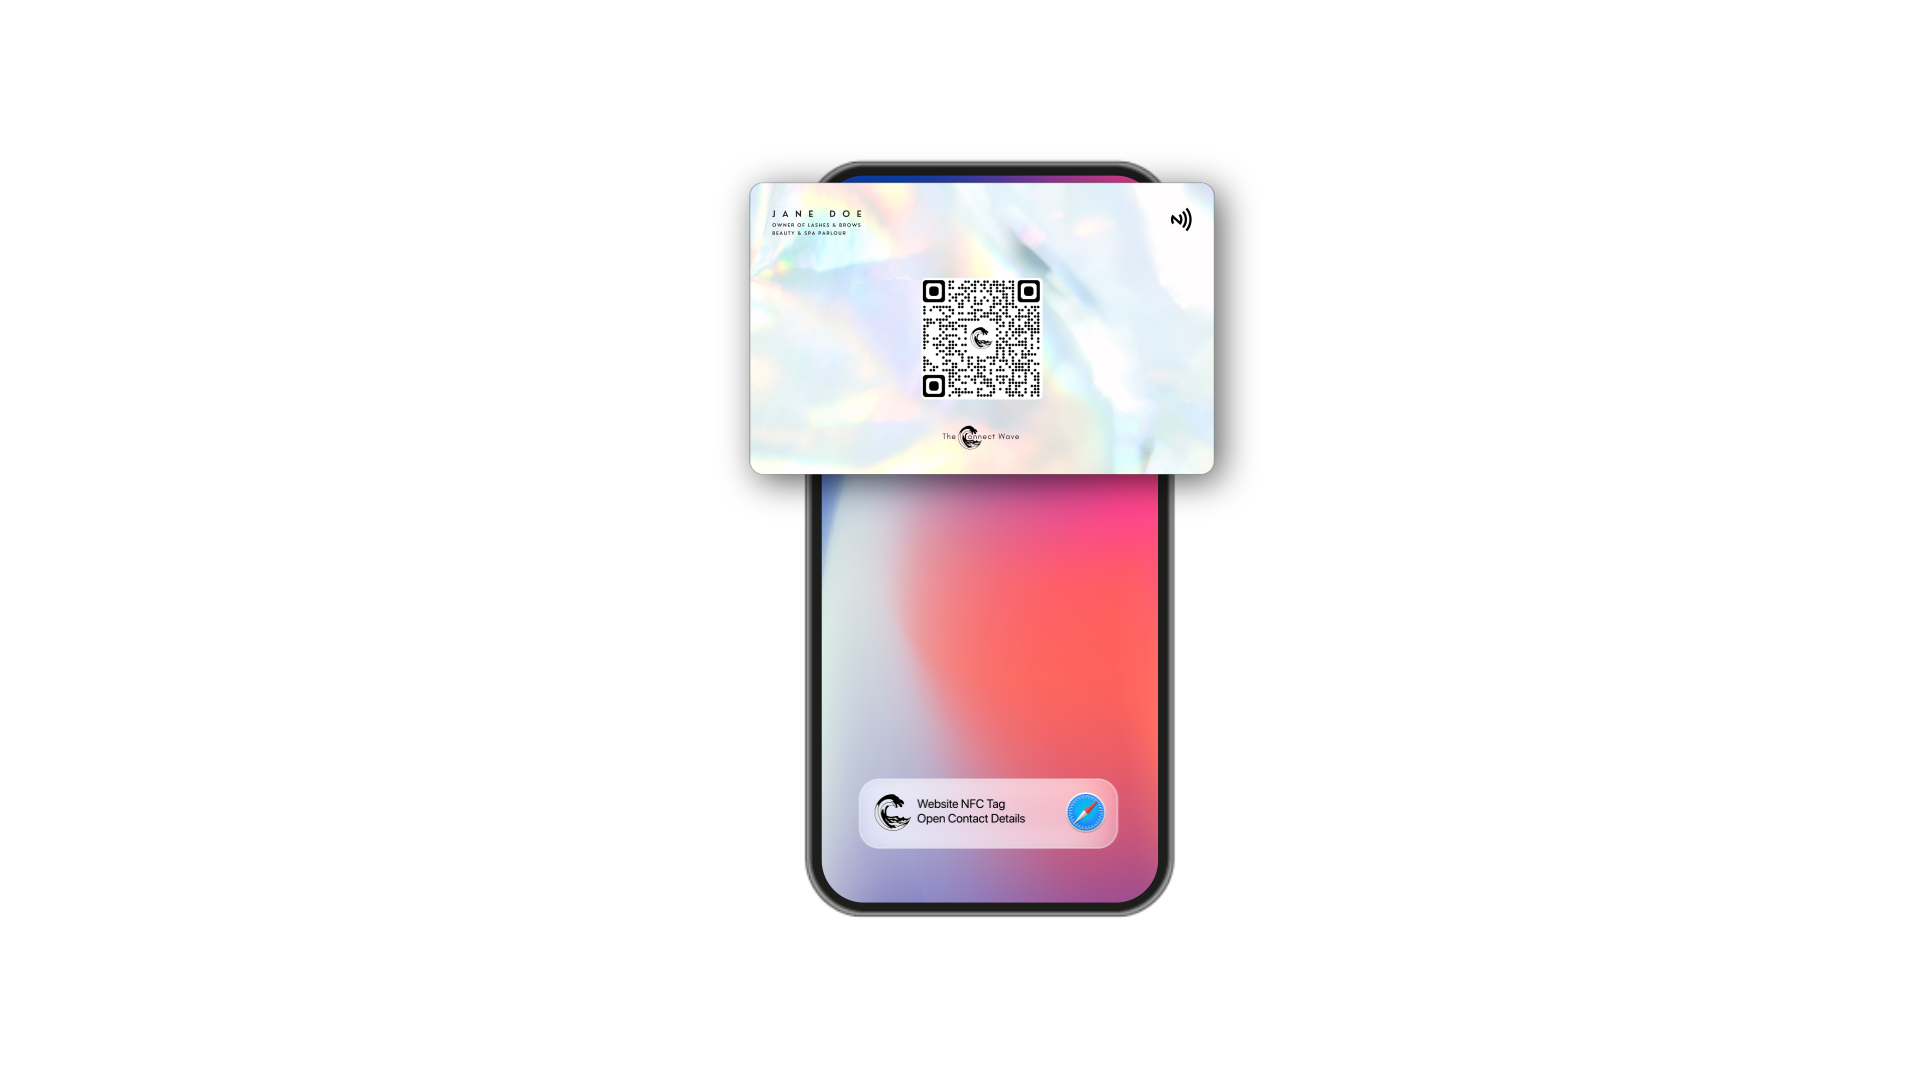 JANE DOE
OWNER OF LASHES & BROWS
BEAUTY & SPA PARLOUR
The Connect Wave
Website NFC Tag
Open Contact Details